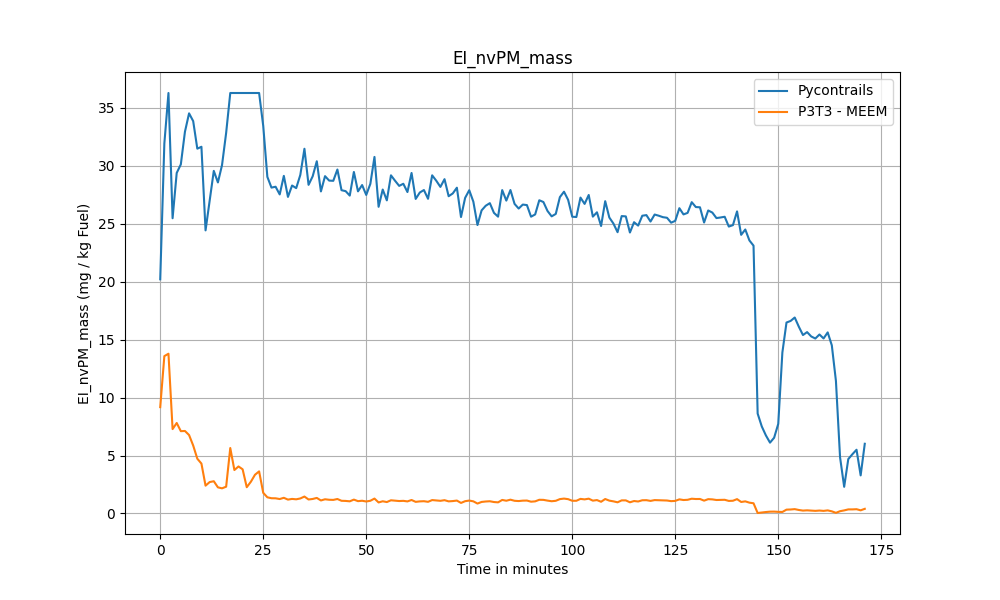 EI_nvPM_mass
Pycontrails
P3T3 - MEEM
EI_nvPM_mass (mg / kg Fuel)
35
30
25
20
15
10
5
0
0 25 50 75 100 125 150 175
Time in minutes